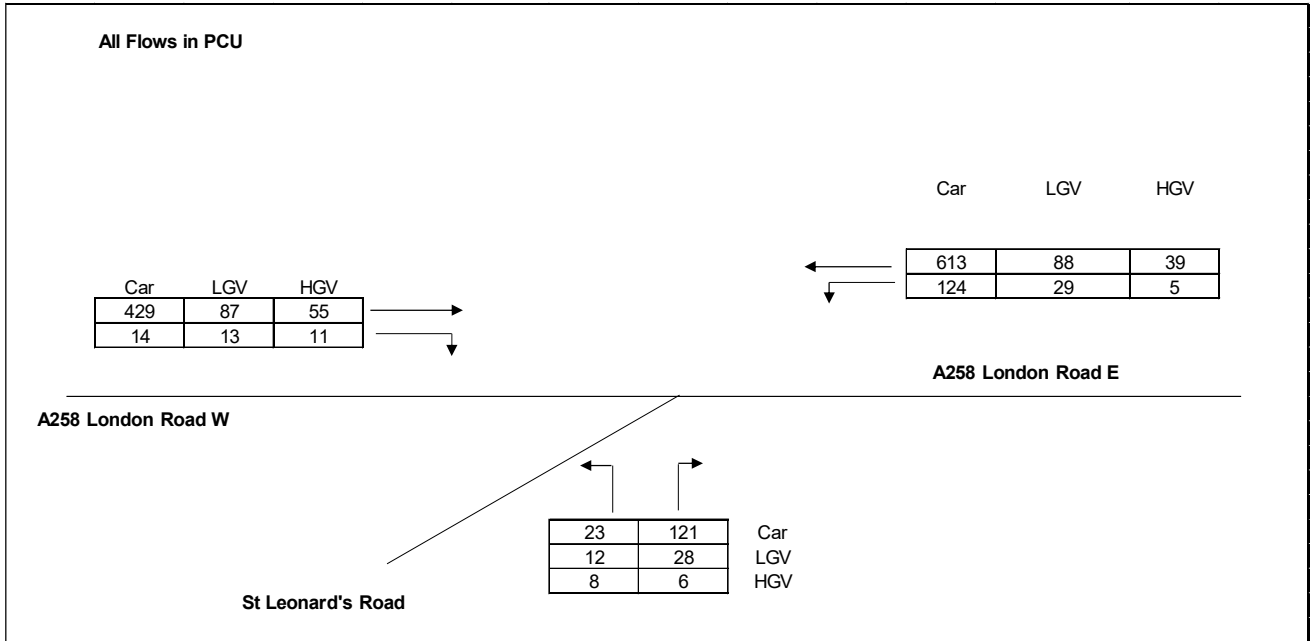 All Flows in PCU
Car LGV HGV
613 88 39
124 29 5
Car LGV HGV
429 87 55
14 13 11
A258 London Road E
A258 London Road W
23 121 Car
12 28 LGV
8 6 HGV
St Leonard's Road